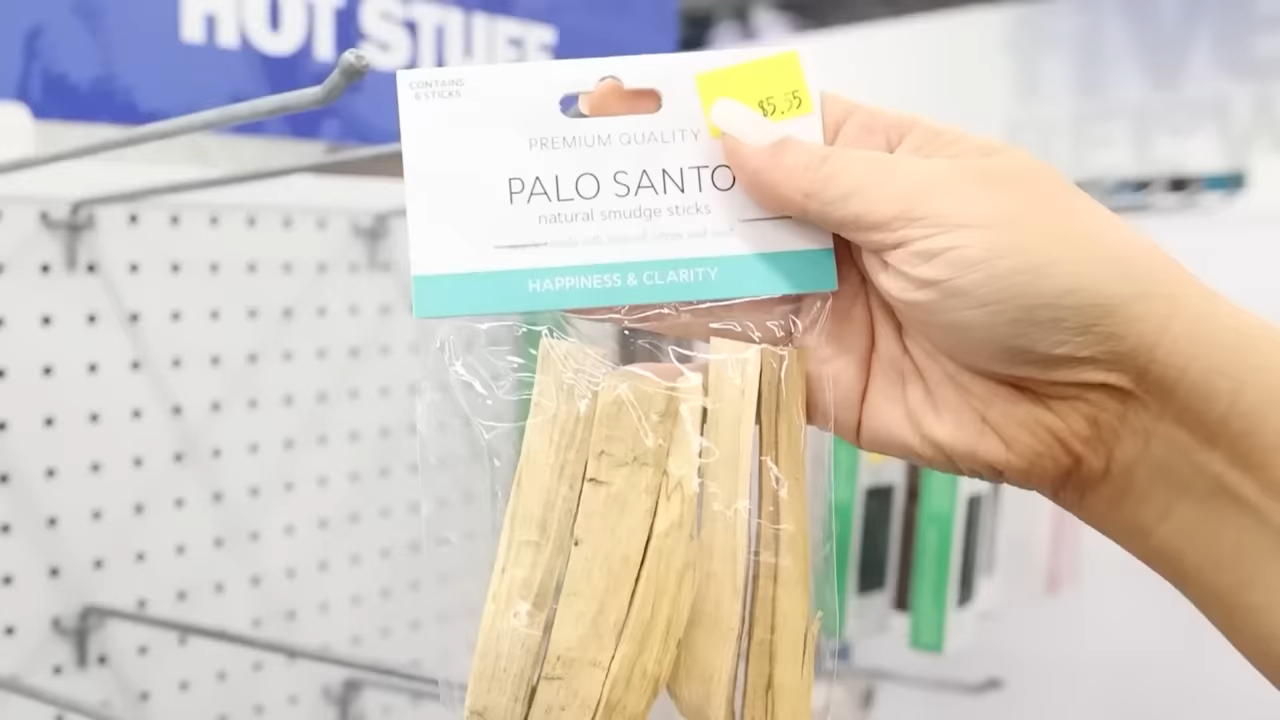 HOT STUFF
CONTAINS
6 STICKS
$5.55
PREMIUM QUALITY
PALO SANTO
natural smudge sticks
HAPPINESS & CLARITY